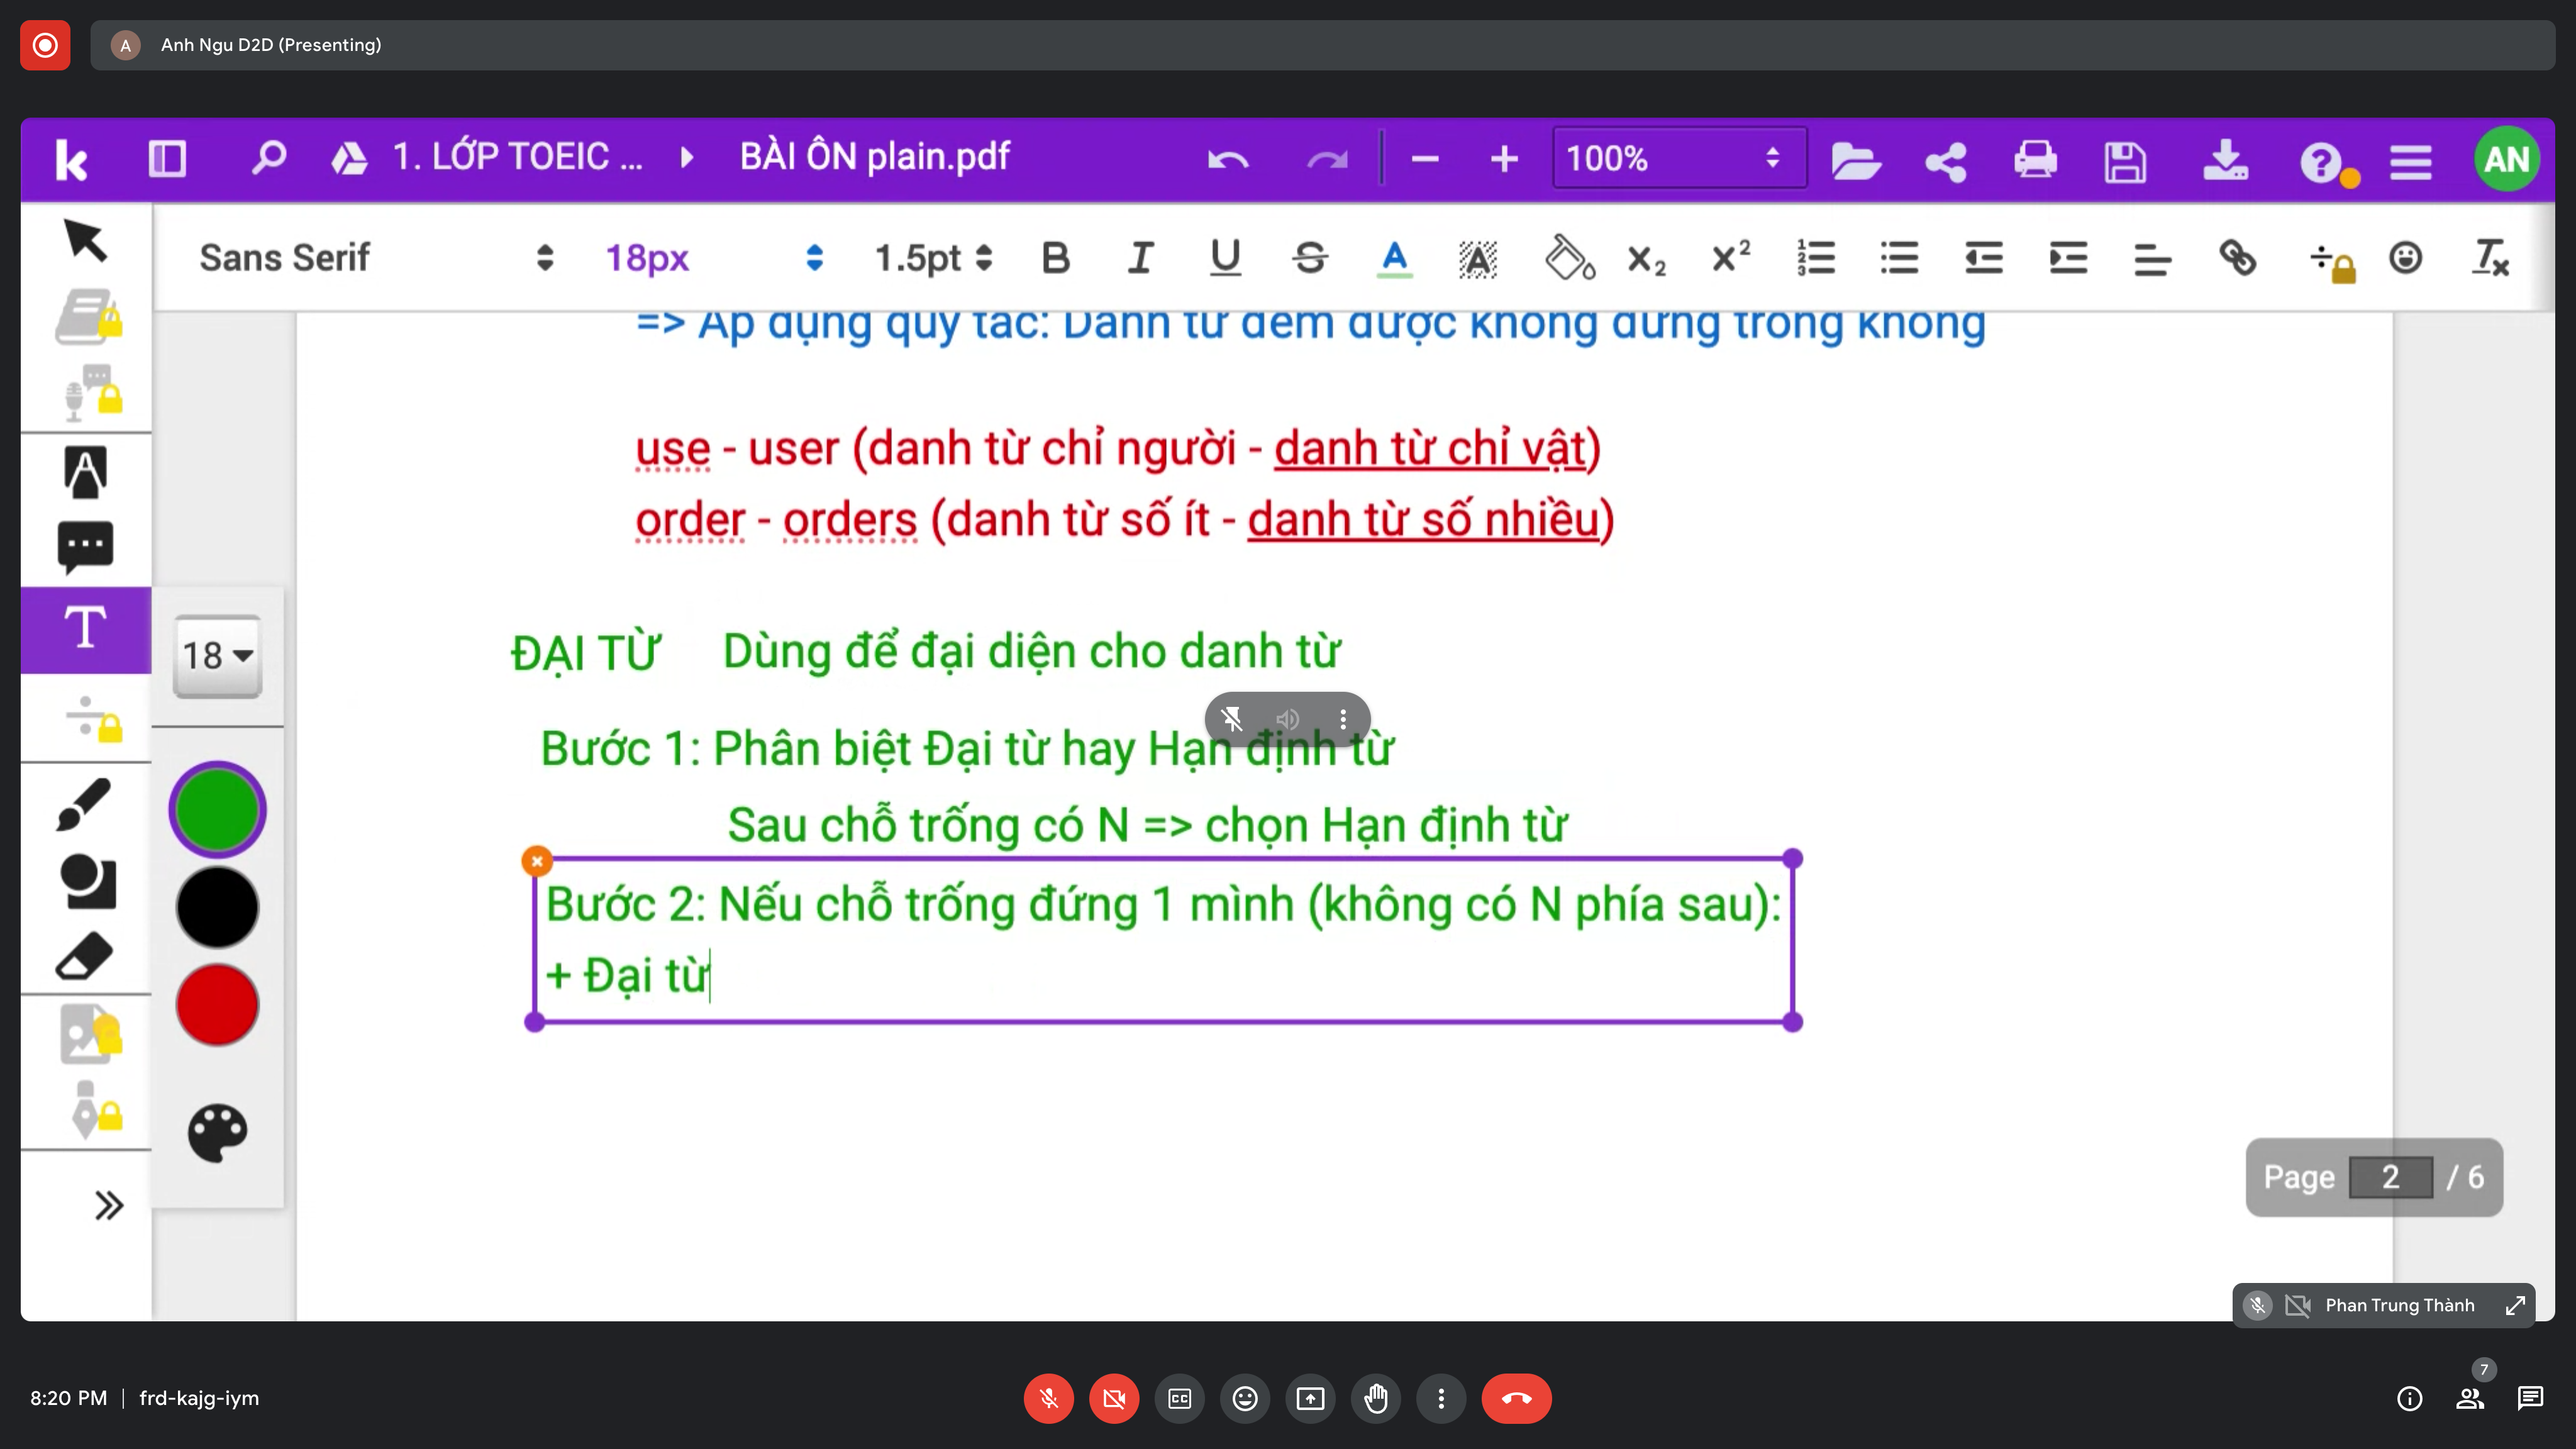 Anh Ngu D2D (Presenting)
A
1. LỚP TOEIC ...
BÀI ÔN plain.pdf
100%
AN
Sans Serif
18px
1.5pt
=> Áp dụng quy tắc: Danh từ đếm được không đứng trống không
use - user (danh từ chỉ người - danh từ chỉ vật)
order - orders (danh từ số ít - danh từ số nhiều)
ĐẠI TỪ Dùng để đại diện cho danh từ
18
Bước 1: Phân biệt Đại từ hay Hạn định từ
Sau chỗ trống có N => chọn Hạn định từ
Bước 2: Nếu chỗ trống đứng 1 mình (không có N phía sau):
+ Đại từ
Page 2 / 6
Phan Trung Thành
8:20 PM | frd-kajg-iym
7